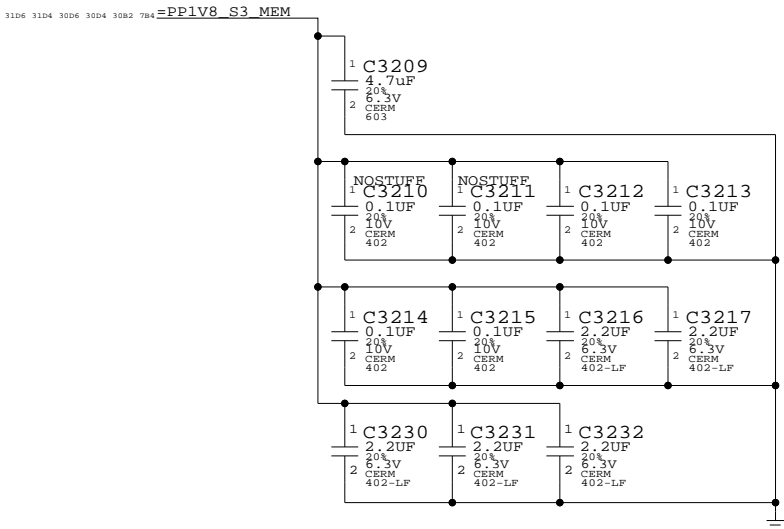 31D6 31D4 30D6 30D4 30B2 7B4 =PP1V8_S3_MEM
1 C3209
4.7uF
20%
6.3V
2 CERM
603
NOSTUFF NOSTUFF
1 C3210 1 C3211 1 C3212 1 C3213
0.1UF 0.1UF 0.1UF 0.1UF
20% 20% 20% 20%
10V 10V 10V 10V
2 CERM 2 CERM 2 CERM 2 CERM
402 402 402 402
1 C3214 1 C3215 1 C3216 1 C3217
0.1UF 0.1UF 2.2UF 2.2UF
20% 20% 20% 20%
10V 10V 6.3V 6.3V
2 CERM 2 CERM 2 CERM 2 CERM
402 402 402-LF 402-LF
1 C3230 1 C3231 1 C3232
2.2UF 2.2UF 2.2UF
20% 20% 20%
6.3V 6.3V 6.3V
2 CERM 2 CERM 2 CERM
402-LF 402-LF 402-LF